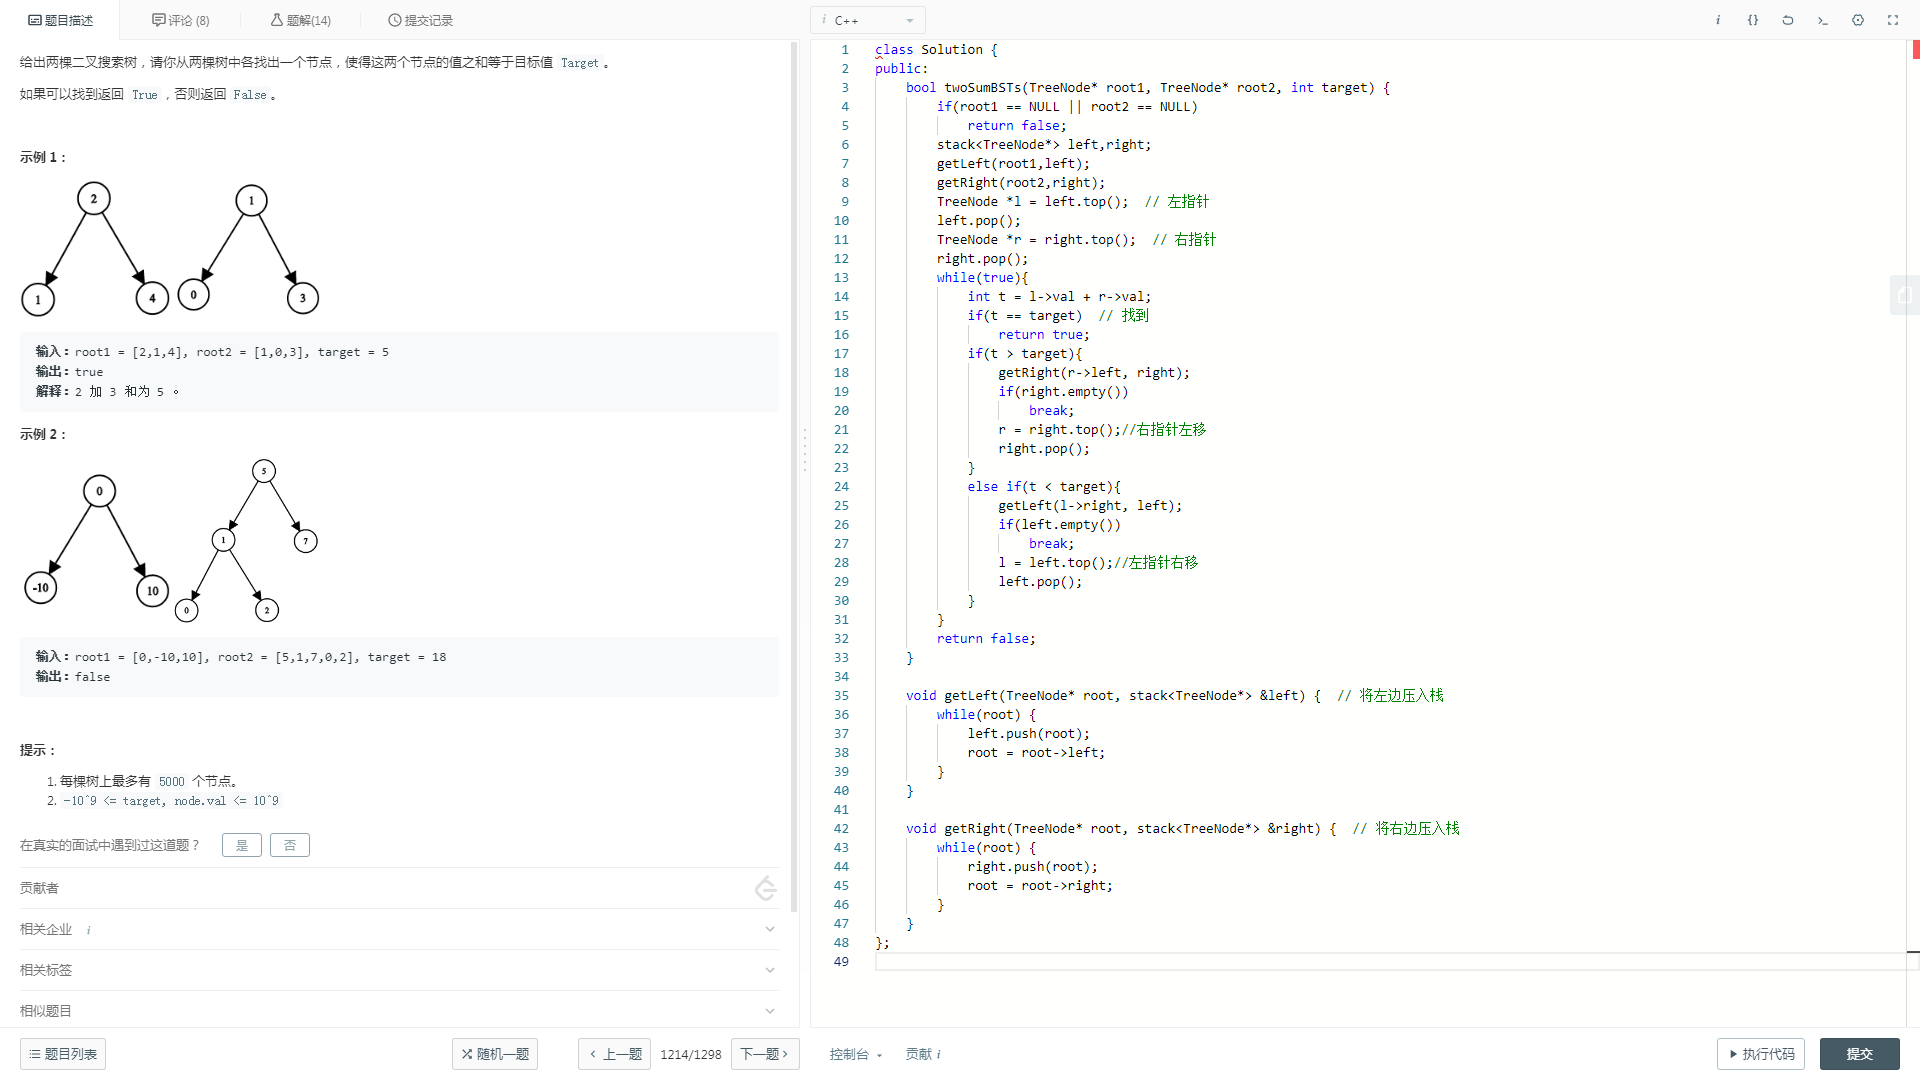 题目描述
评论 (8)
题解(14)
提交记录
给出两棵二叉搜索树，请你从两棵树中各找出一个节点，使得这两个节点的值之和等于目标值 Target 。
如果可以找到返回 True ，否则返回 False 。
示例 1：
2
1
4
1
0
3
输入：root1 = [2,1,4], root2 = [1,0,3], target = 5
输出：true
解释：2 加 3 和为 5 。
示例 2：
0
-10
10
5
1
7
0
2
输入：root1 = [0,-10,10], root2 = [5,1,7,0,2], target = 18
输出：false
提示：
1. 每棵树上最多有 5000 个节点。
2. -10^9 <= target, node.val <= 10^9
在真实的面试中遇到过这道题？ 是 否
贡献者
相关企业 i
相关标签
相似题目
题目列表
随机一题
上一题
1214/1298
下一题
i C++
i {}
1 class Solution {
2 public:
3     bool twoSumBSTs(TreeNode* root1, TreeNode* root2, int target) {
4         if(root1 == NULL || root2 == NULL)
5             return false;
6         stack<TreeNode*> left,right;
7         getLeft(root1,left);
8         getRight(root2,right);
9         TreeNode *l = left.top();  // 左指针
10         left.pop();
11         TreeNode *r = right.top();  // 右指针
12         right.pop();
13         while(true){
14             int t = l->val + r->val;
15             if(t == target)  // 找到
16                 return true;
17             if(t > target){
18                 getRight(r->left, right);
19                 if(right.empty())
20                     break;
21                 r = right.top();//右指针左移
22                 right.pop();
23             }
24             else if(t < target){
25                 getLeft(l->right, left);
26                 if(left.empty())
27                     break;
28                 l = left.top();//左指针右移
29                 left.pop();
30             }
31         }
32         return false;
33     }
34
35     void getLeft(TreeNode* root, stack<TreeNode*> &left) {  // 将左边压入栈
36         while(root) {
37             left.push(root);
38             root = root->left;
39         }
40     }
41
42     void getRight(TreeNode* root, stack<TreeNode*> &right) {  // 将右边压入栈
43         while(root) {
44             right.push(root);
45             root = root->right;
46         }
47     }
48 };
49
控制台
贡献 i
执行代码
提交